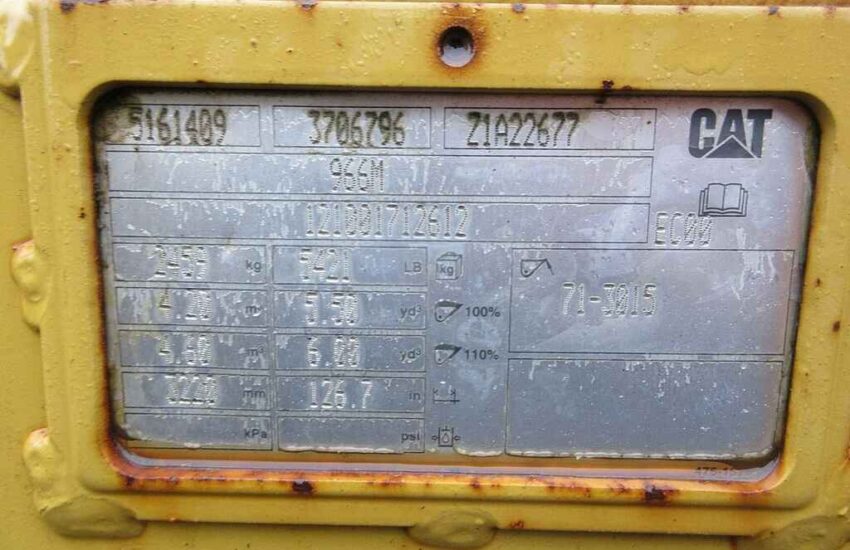 5161409 3706796 Z1A22677 CAT
966M
121001712612 EC00
2459 kg 5421 LB kg
4.20 m³ 5.50 yd³ 100% 71-3015
4.60 m³ 6.00 yd³ 110%
3220 mm 126.7 in
kPa psi